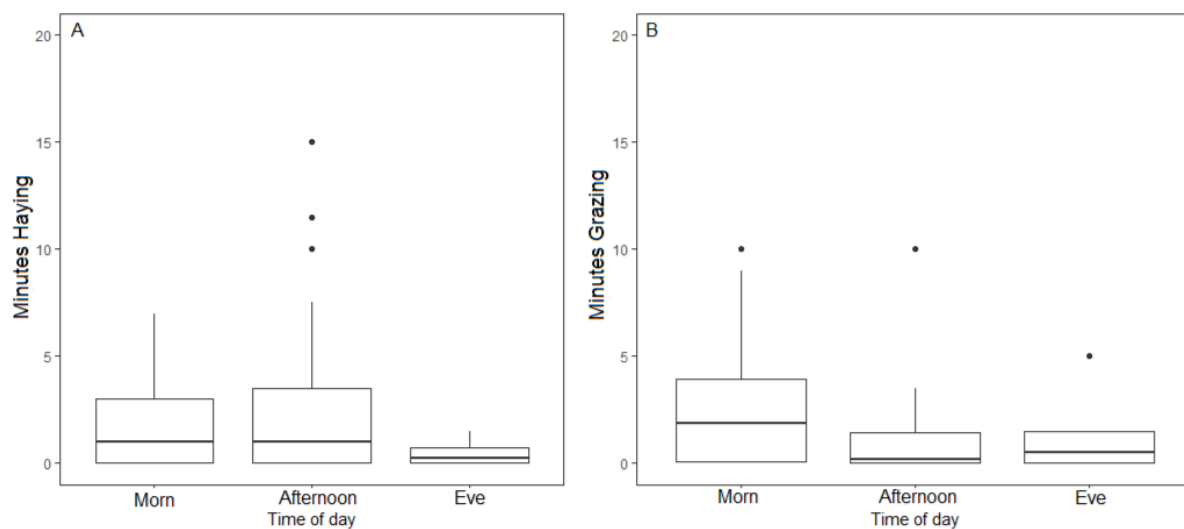 A
Minutes Haying
20
15
10
5
0
Morn Afternoon Eve
Time of day
B
Minutes Grazing
20
15
10
5
0
Morn Afternoon Eve
Time of day